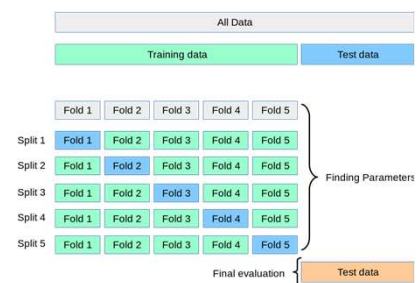 All Data
Training data Test data
Fold 1 Fold 2 Fold 3 Fold 4 Fold 5
Split 1 Fold 1 Fold 2 Fold 3 Fold 4 Fold 5
Split 2 Fold 1 Fold 2 Fold 3 Fold 4 Fold 5
Finding Parameters
Split 3 Fold 1 Fold 2 Fold 3 Fold 4 Fold 5
Split 4 Fold 1 Fold 2 Fold 3 Fold 4 Fold 5
Split 5 Fold 1 Fold 2 Fold 3 Fold 4 Fold 5
Final evaluation Test data